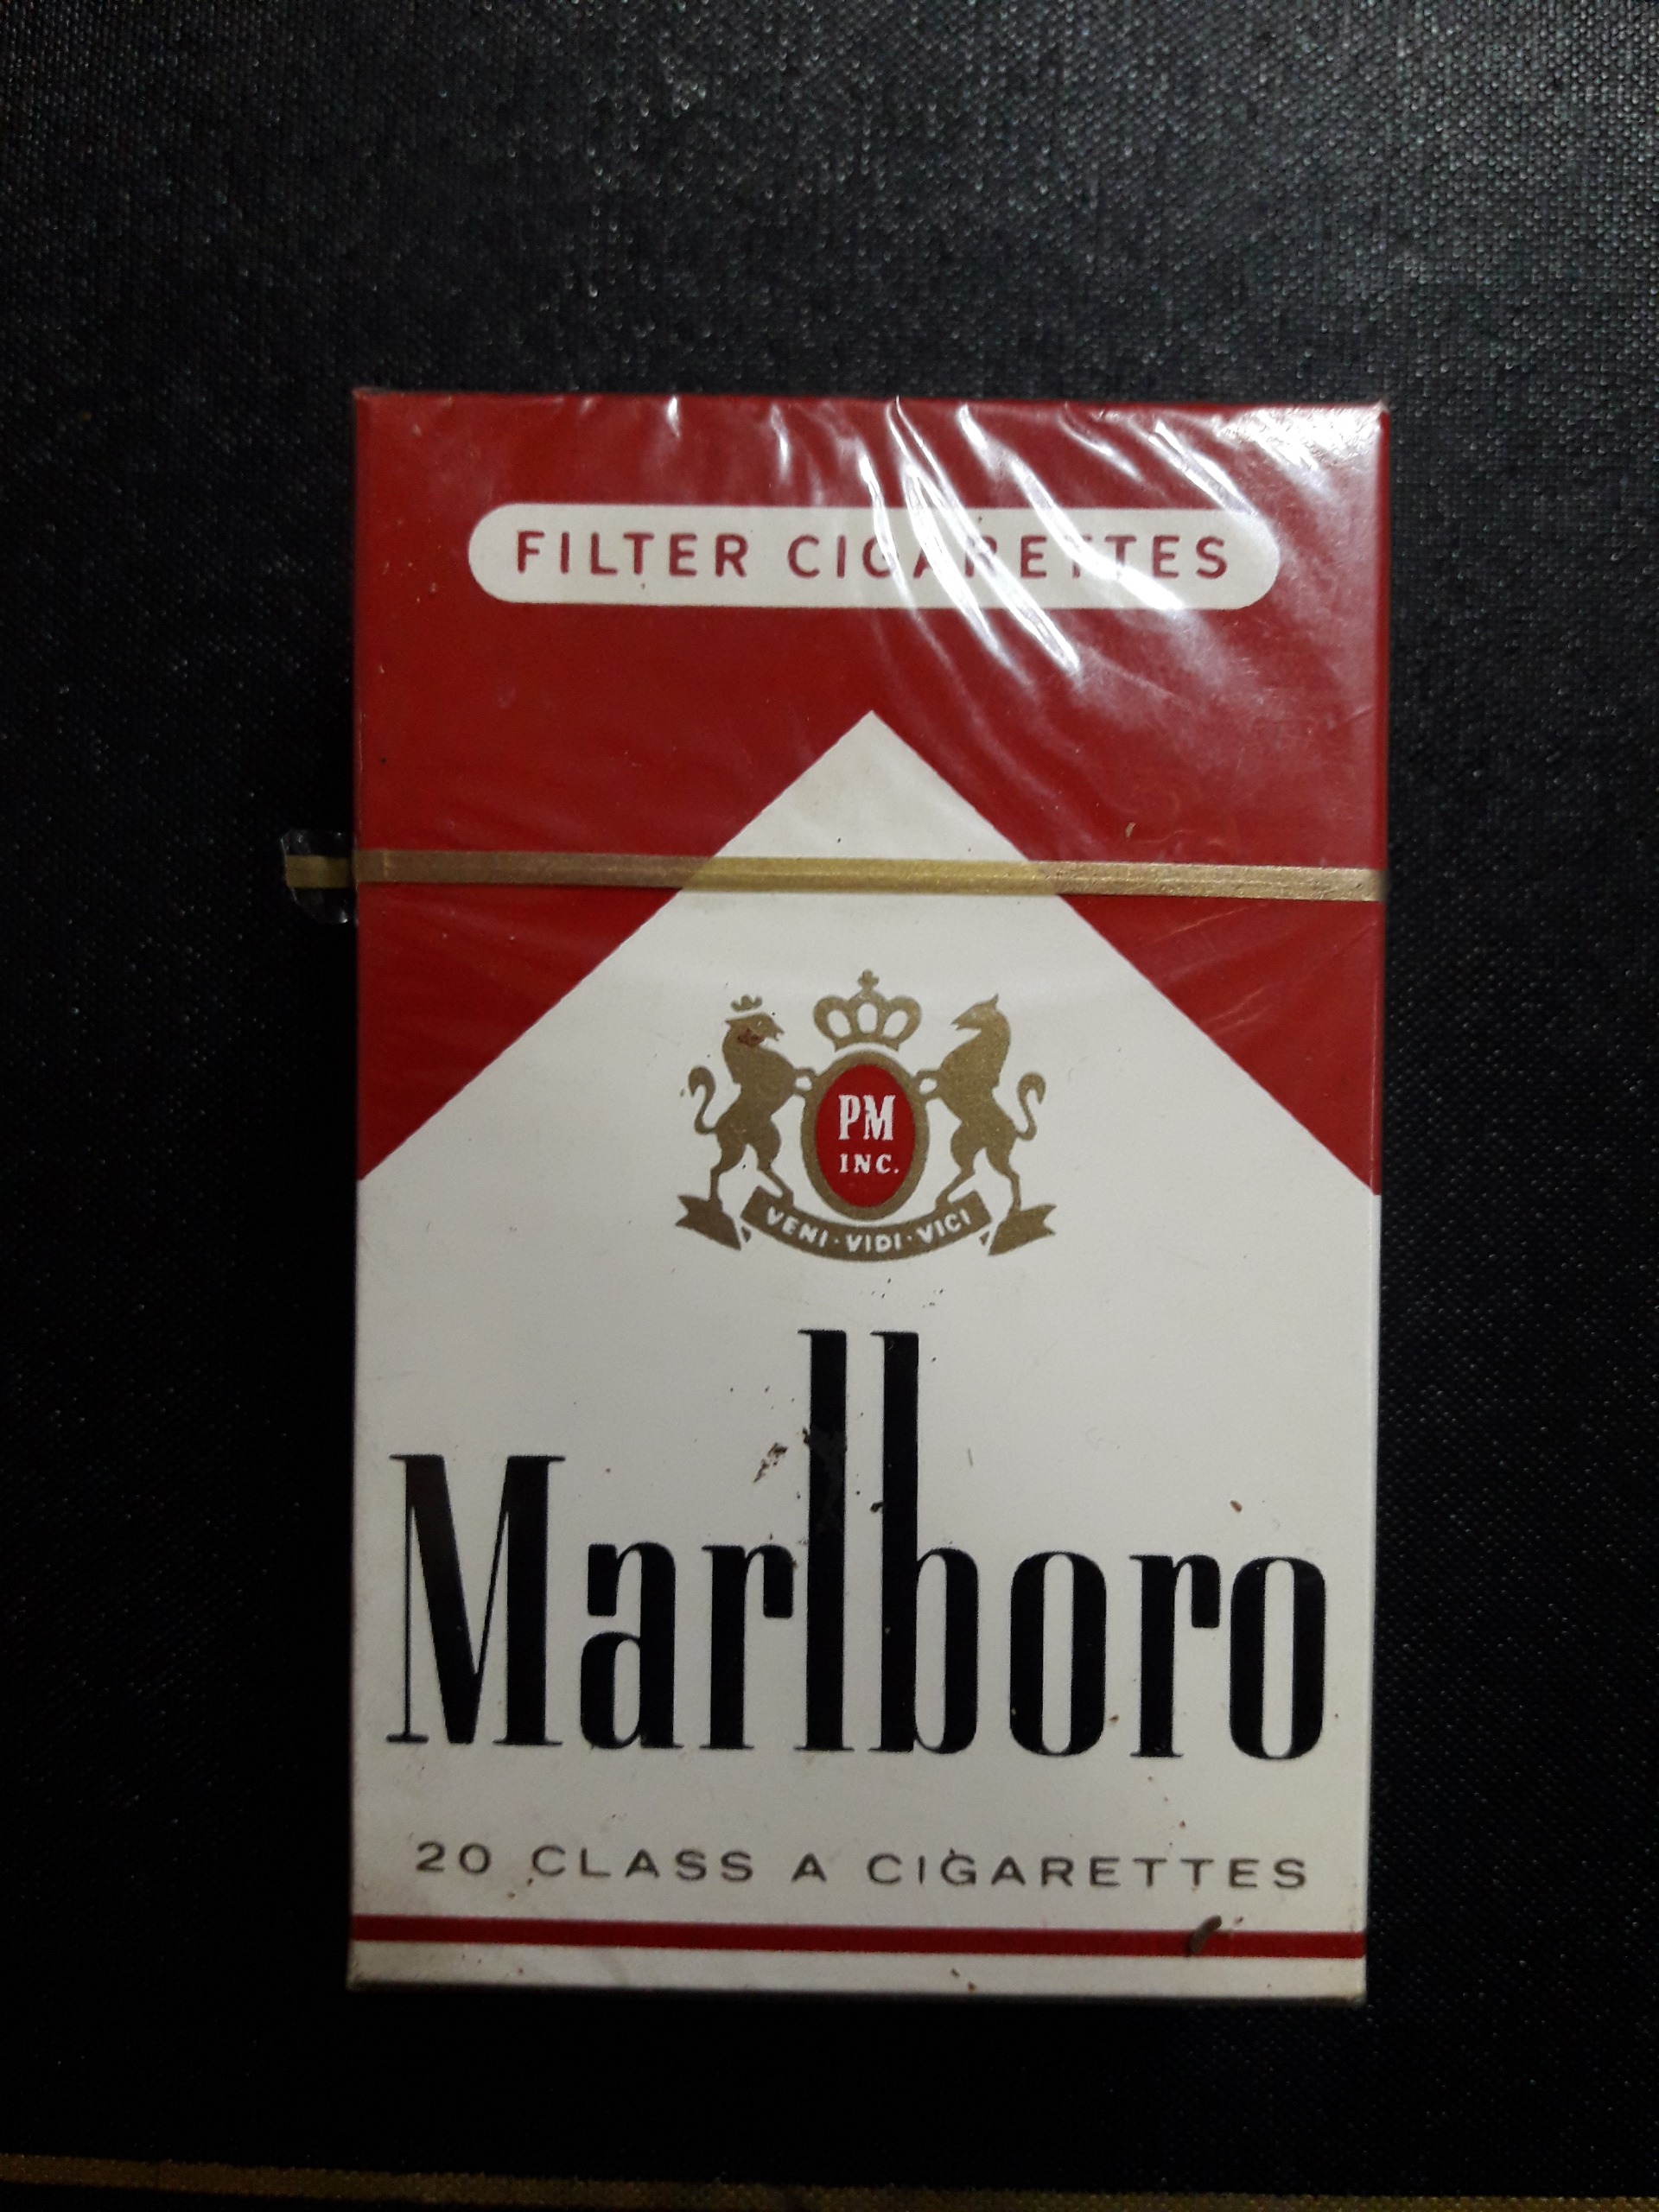 FILTER CIGARETTES
PM
INC.
VENI·VIDI·VICI
Marlboro
20 CLASS A CIGARETTES